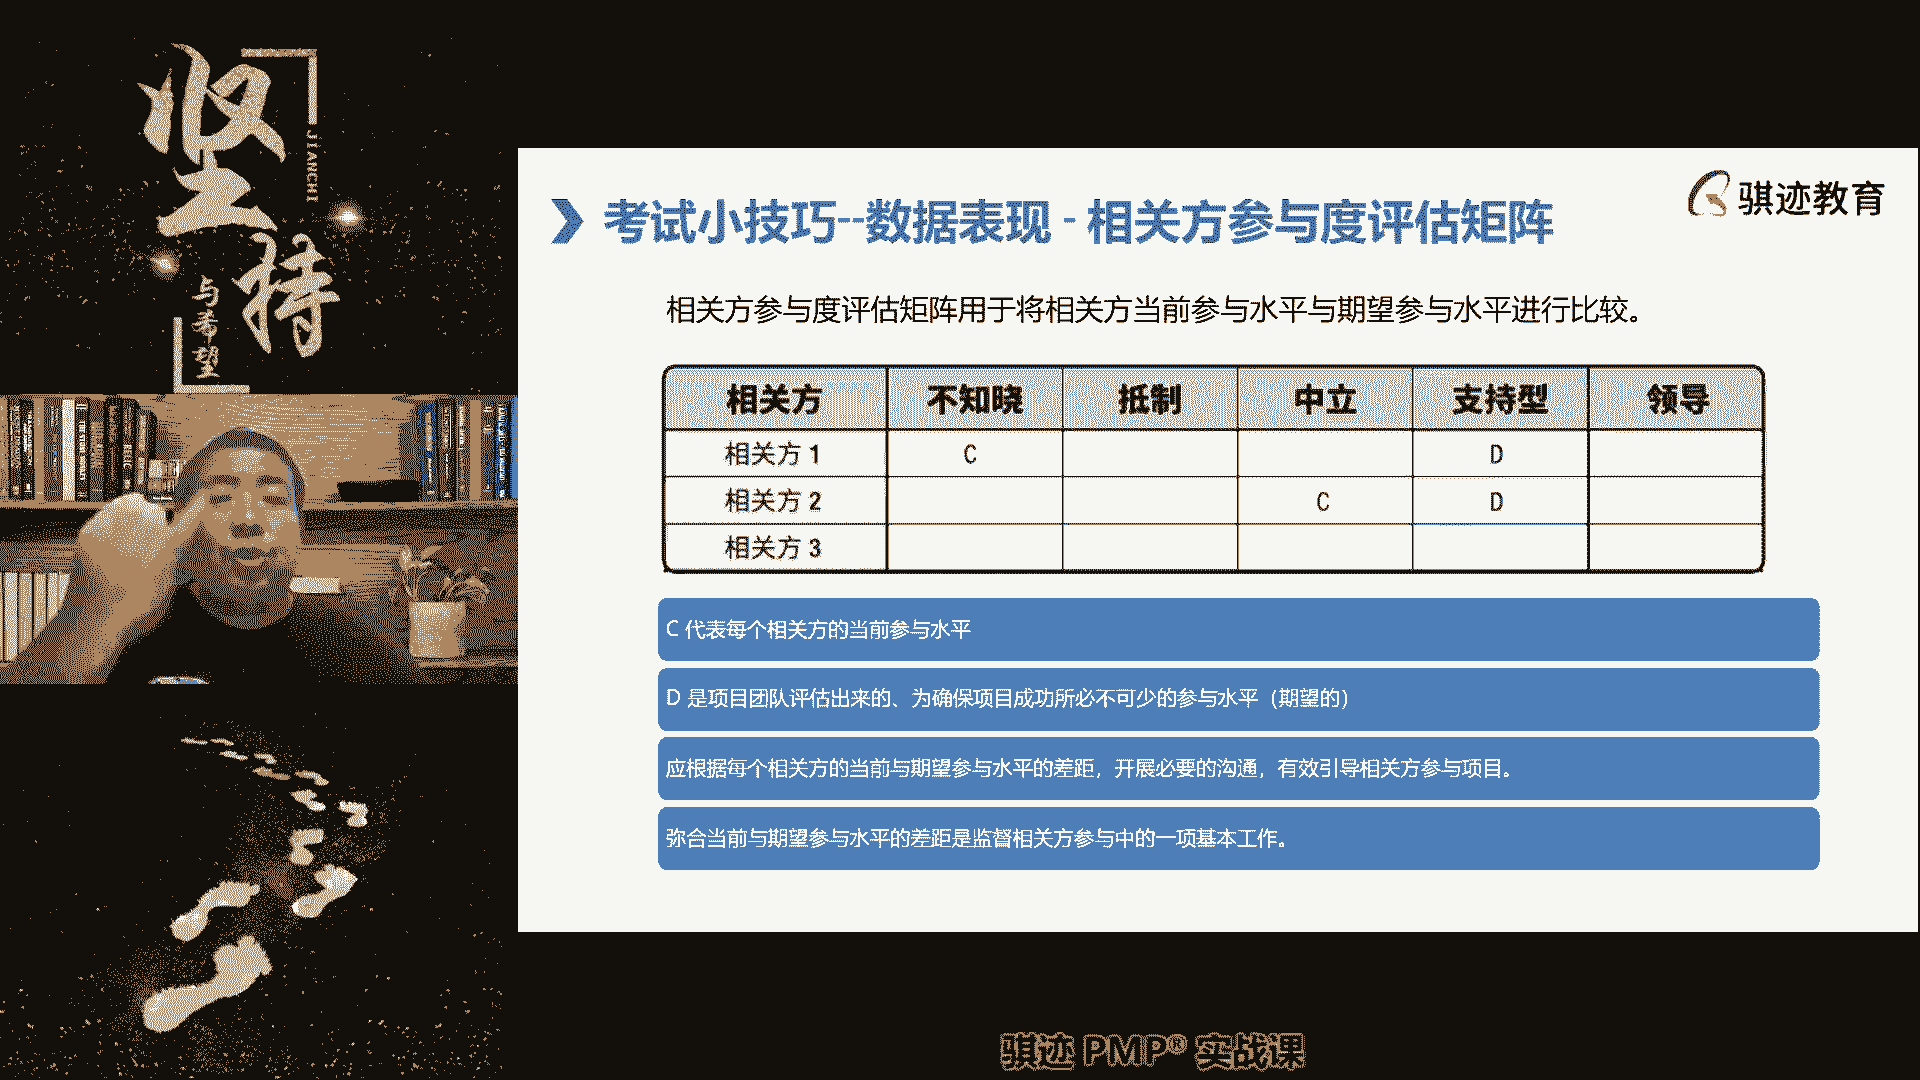 坚持
JIANCHI
与希望
骐迹教育
考试小技巧--数据表现 - 相关方参与度评估矩阵
相关方参与度评估矩阵用于将相关方当前参与水平与期望参与水平进行比较。
相关方 不知晓 抵制 中立 支持型 领导
相关方 1 C D
相关方 2 C D
相关方 3
C 代表每个相关方的当前参与水平
D 是项目团队评估出来的、为确保项目成功所必不可少的参与水平（期望的）
应根据每个相关方的当前与期望参与水平的差距，开展必要的沟通，有效引导相关方参与项目。
弥合当前与期望参与水平的差距是监督相关方参与中的一项基本工作。
骐迹 PMP® 实战课